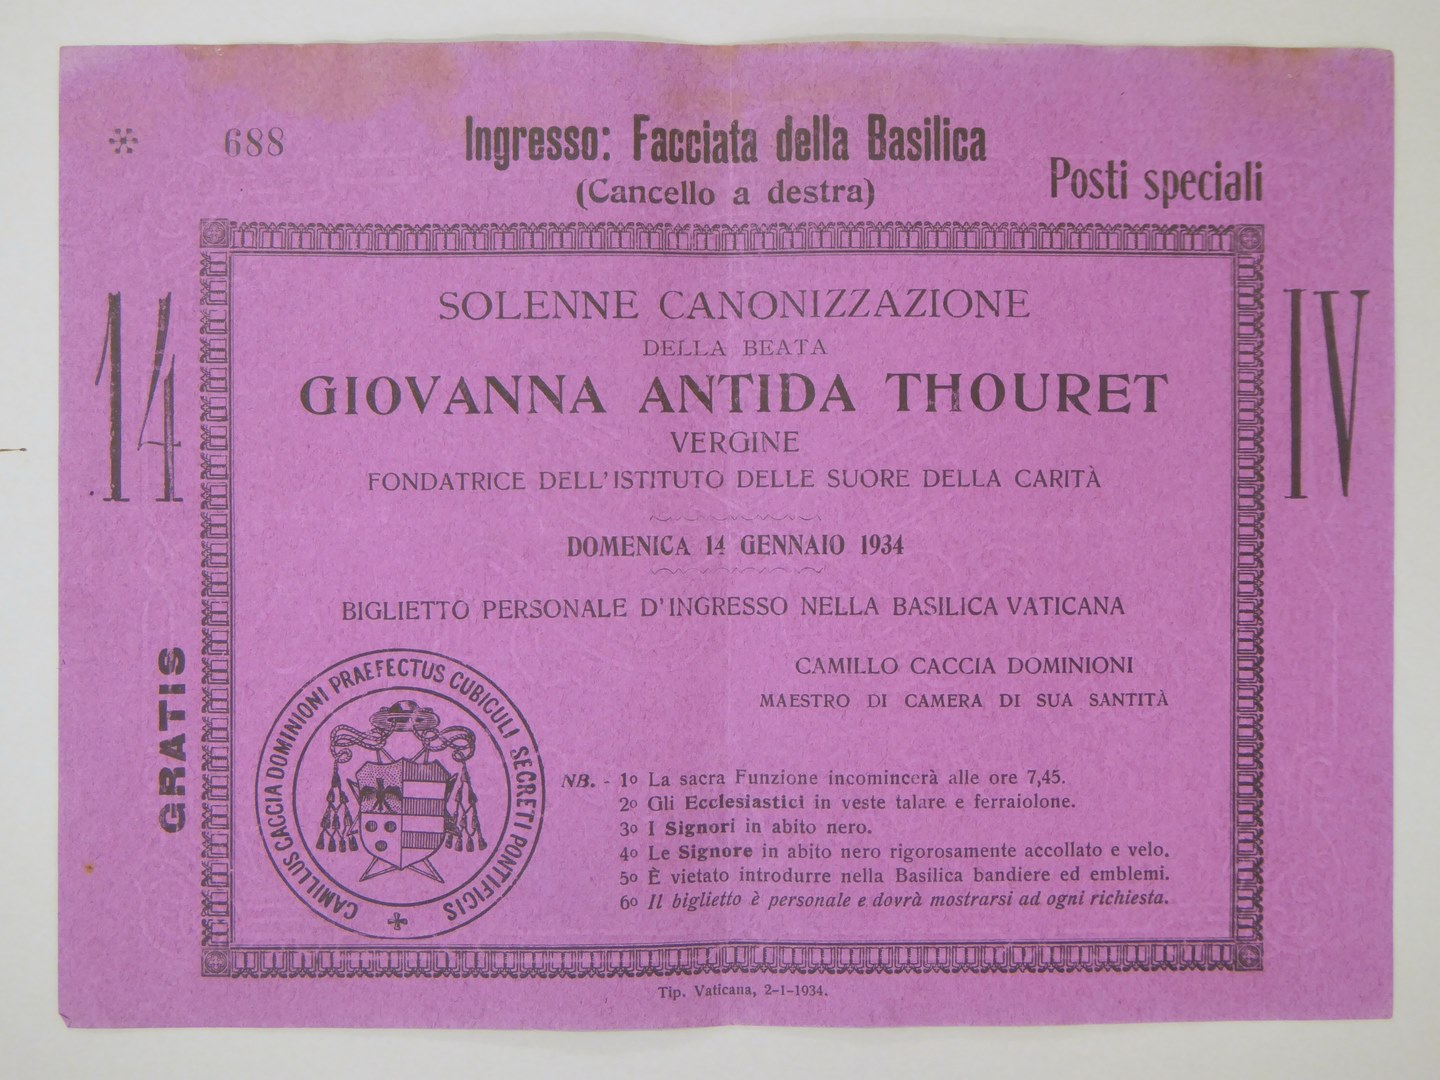 688
Ingresso: Facciata della Basilica
(Cancello a destra)
Posti speciali
14
IV
SOLENNE CANONIZZAZIONE
DELLA BEATA
GIOVANNA ANTIDA THOURET
VERGINE
FONDATRICE DELL'ISTITUTO DELLE SUORE DELLA CARITÀ
DOMENICA 14 GENNAIO 1934
BIGLIETTO PERSONALE D'INGRESSO NELLA BASILICA VATICANA
GRATIS
CAMILLO CACCIA DOMINIONI
MAESTRO DI CAMERA DI SUA SANTITÀ
CAMILLUS CACCIA DOMINIONI PRAEFECTUS CUBICULI SECRETI PONTIFICIS
NB. - 1º La sacra Funzione incomincerà alle ore 7,45.
2º Gli Ecclesiastici in veste talare e ferraiolone.
3º I Signori in abito nero.
4º Le Signore in abito nero rigorosamente accollato e velo.
5º È vietato introdurre nella Basilica bandiere ed emblemi.
6º Il biglietto è personale e dovrà mostrarsi ad ogni richiesta.
Tip. Vaticana, 2-1-1934.